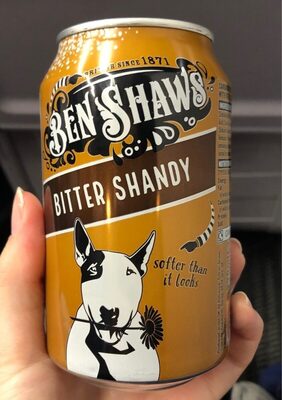 SINCE 1871
BEN SHAWS
BITTER SHANDY
softer than
it looks